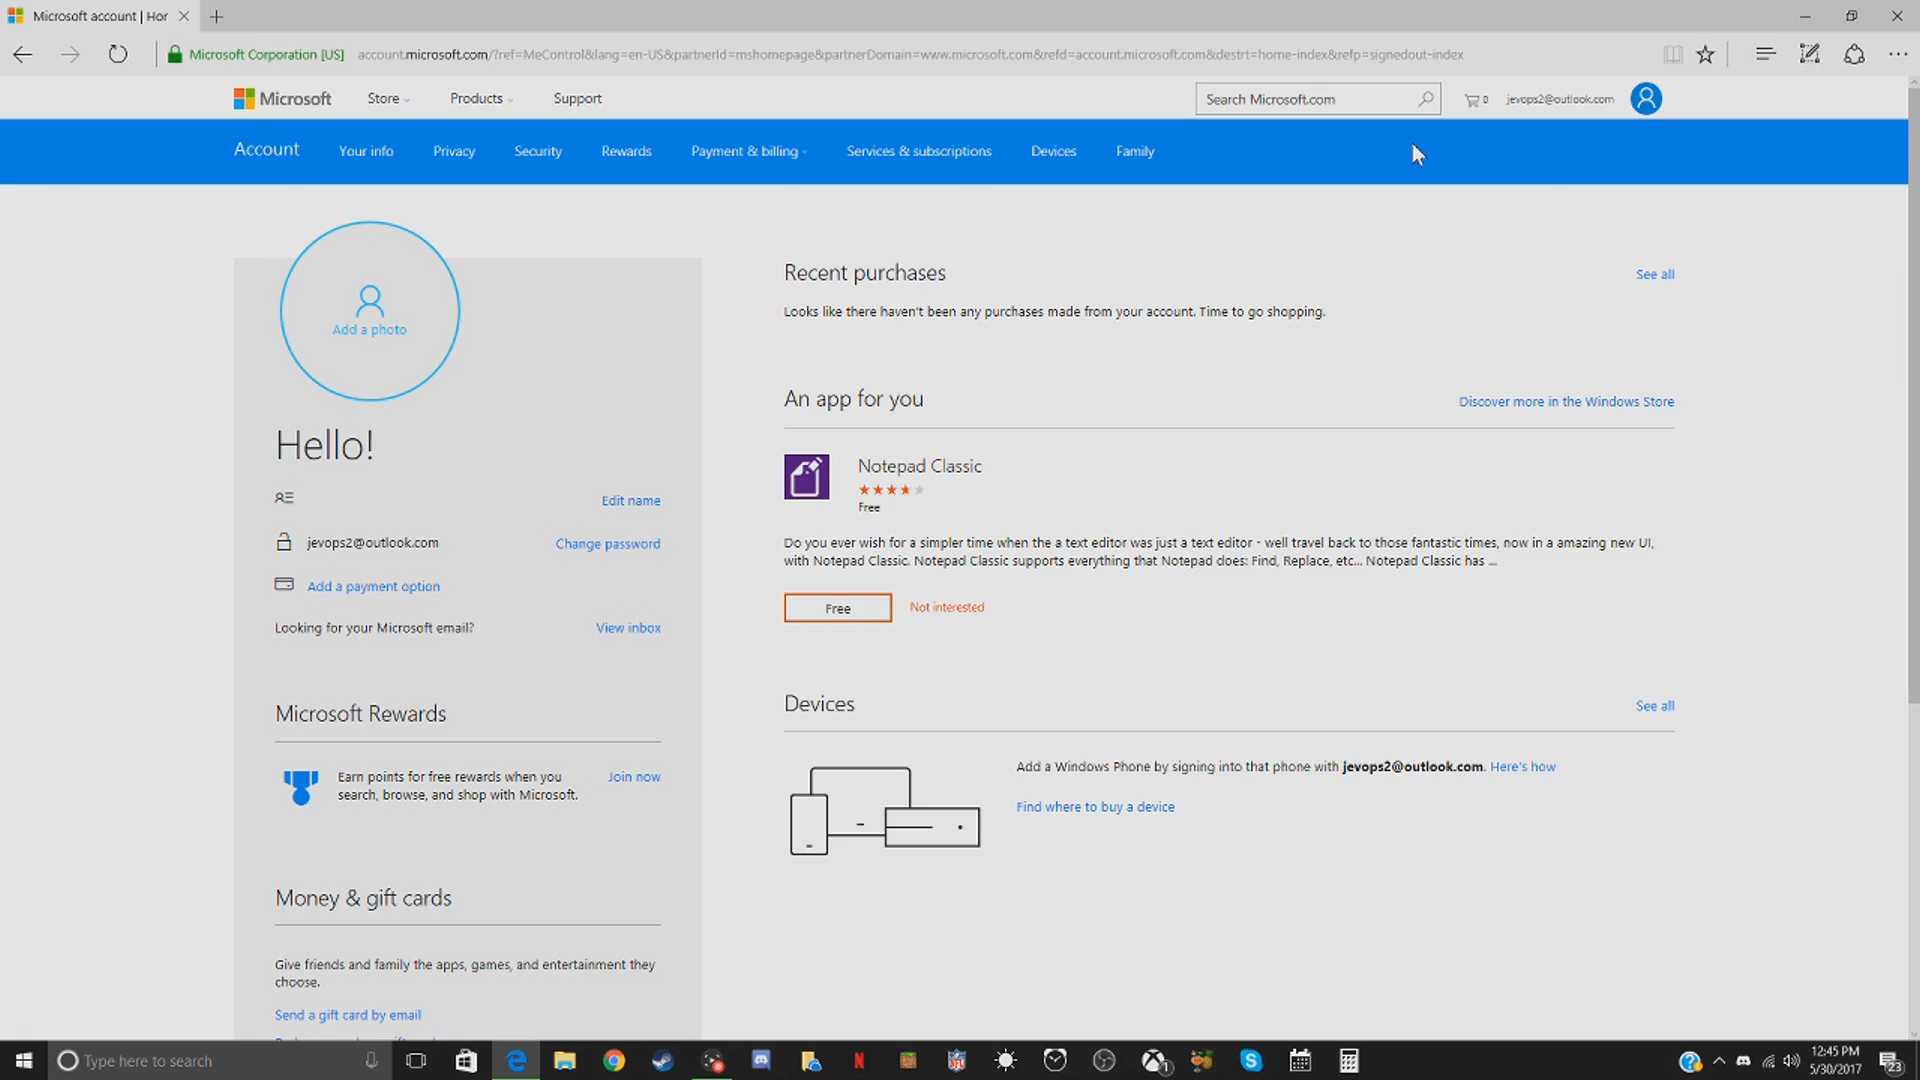 Microsoft account | Hor
Microsoft Corporation [US]
account.microsoft.com/?ref=MeControl&lang=en-US&partnerId=mshomepage&partnerDomain=www.microsoft.com&refd=account.microsoft.com&destrt=home-index&refp=signedout-index
Microsoft
Store
Products
Support
Search Microsoft.com
0
jevops2@outlook.com
Account
Your info
Privacy
Security
Rewards
Payment & billing
Services & subscriptions
Devices
Family
Add a photo
Hello!
Edit name
jevops2@outlook.com
Change password
Add a payment option
Looking for your Microsoft email?
View inbox
Microsoft Rewards
Earn points for free rewards when you
search, browse, and shop with Microsoft.
Join now
Money & gift cards
Give friends and family the apps, games, and entertainment they
choose.
Send a gift card by email
Recent purchases
See all
Looks like there haven't been any purchases made from your account. Time to go shopping.
An app for you
Discover more in the Windows Store
Notepad Classic
Free
Do you ever wish for a simpler time when the a text editor was just a text editor - well travel back to those fantastic times, now in a amazing new UI,
with Notepad Classic. Notepad Classic supports everything that Notepad does: Find, Replace, etc... Notepad Classic has ...
Free
Not interested
Devices
See all
Add a Windows Phone by signing into that phone with jevops2@outlook.com. Here's how
Find where to buy a device
Type here to search
N
NFL
1
12:45 PM
5/30/2017
23